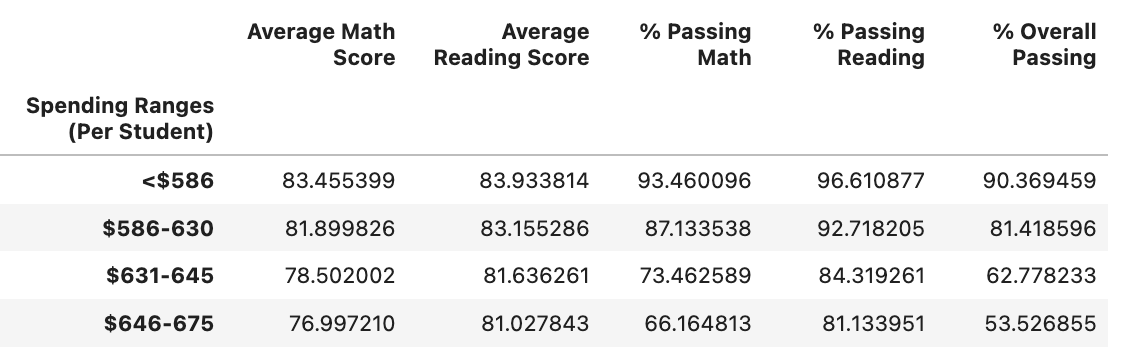 Average Math Score Average Reading Score % Passing Math % Passing Reading % Overall Passing
Spending Ranges
(Per Student)
<$586 83.455399 83.933814 93.460096 96.610877 90.369459
$586-630 81.899826 83.155286 87.133538 92.718205 81.418596
$631-645 78.502002 81.636261 73.462589 84.319261 62.778233
$646-675 76.997210 81.027843 66.164813 81.133951 53.526855